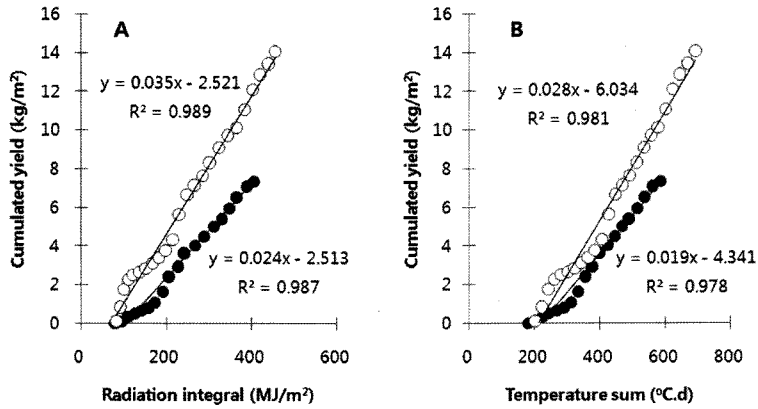 A
Cumulated yield (kg/m²)
16
14
12
10
8
6
4
2
0
y = 0.035x - 2.521
R² = 0.989
y = 0.024x - 2.513
R² = 0.987
0 200 400 600
Radiation integral (MJ/m²)
B
Cumulated yield (kg/m²)
16
14
12
10
8
6
4
2
0
y = 0.028x - 6.034
R² = 0.981
y = 0.019x - 4.341
R² = 0.978
0 200 400 600 800
Temperature sum (ºC.d)